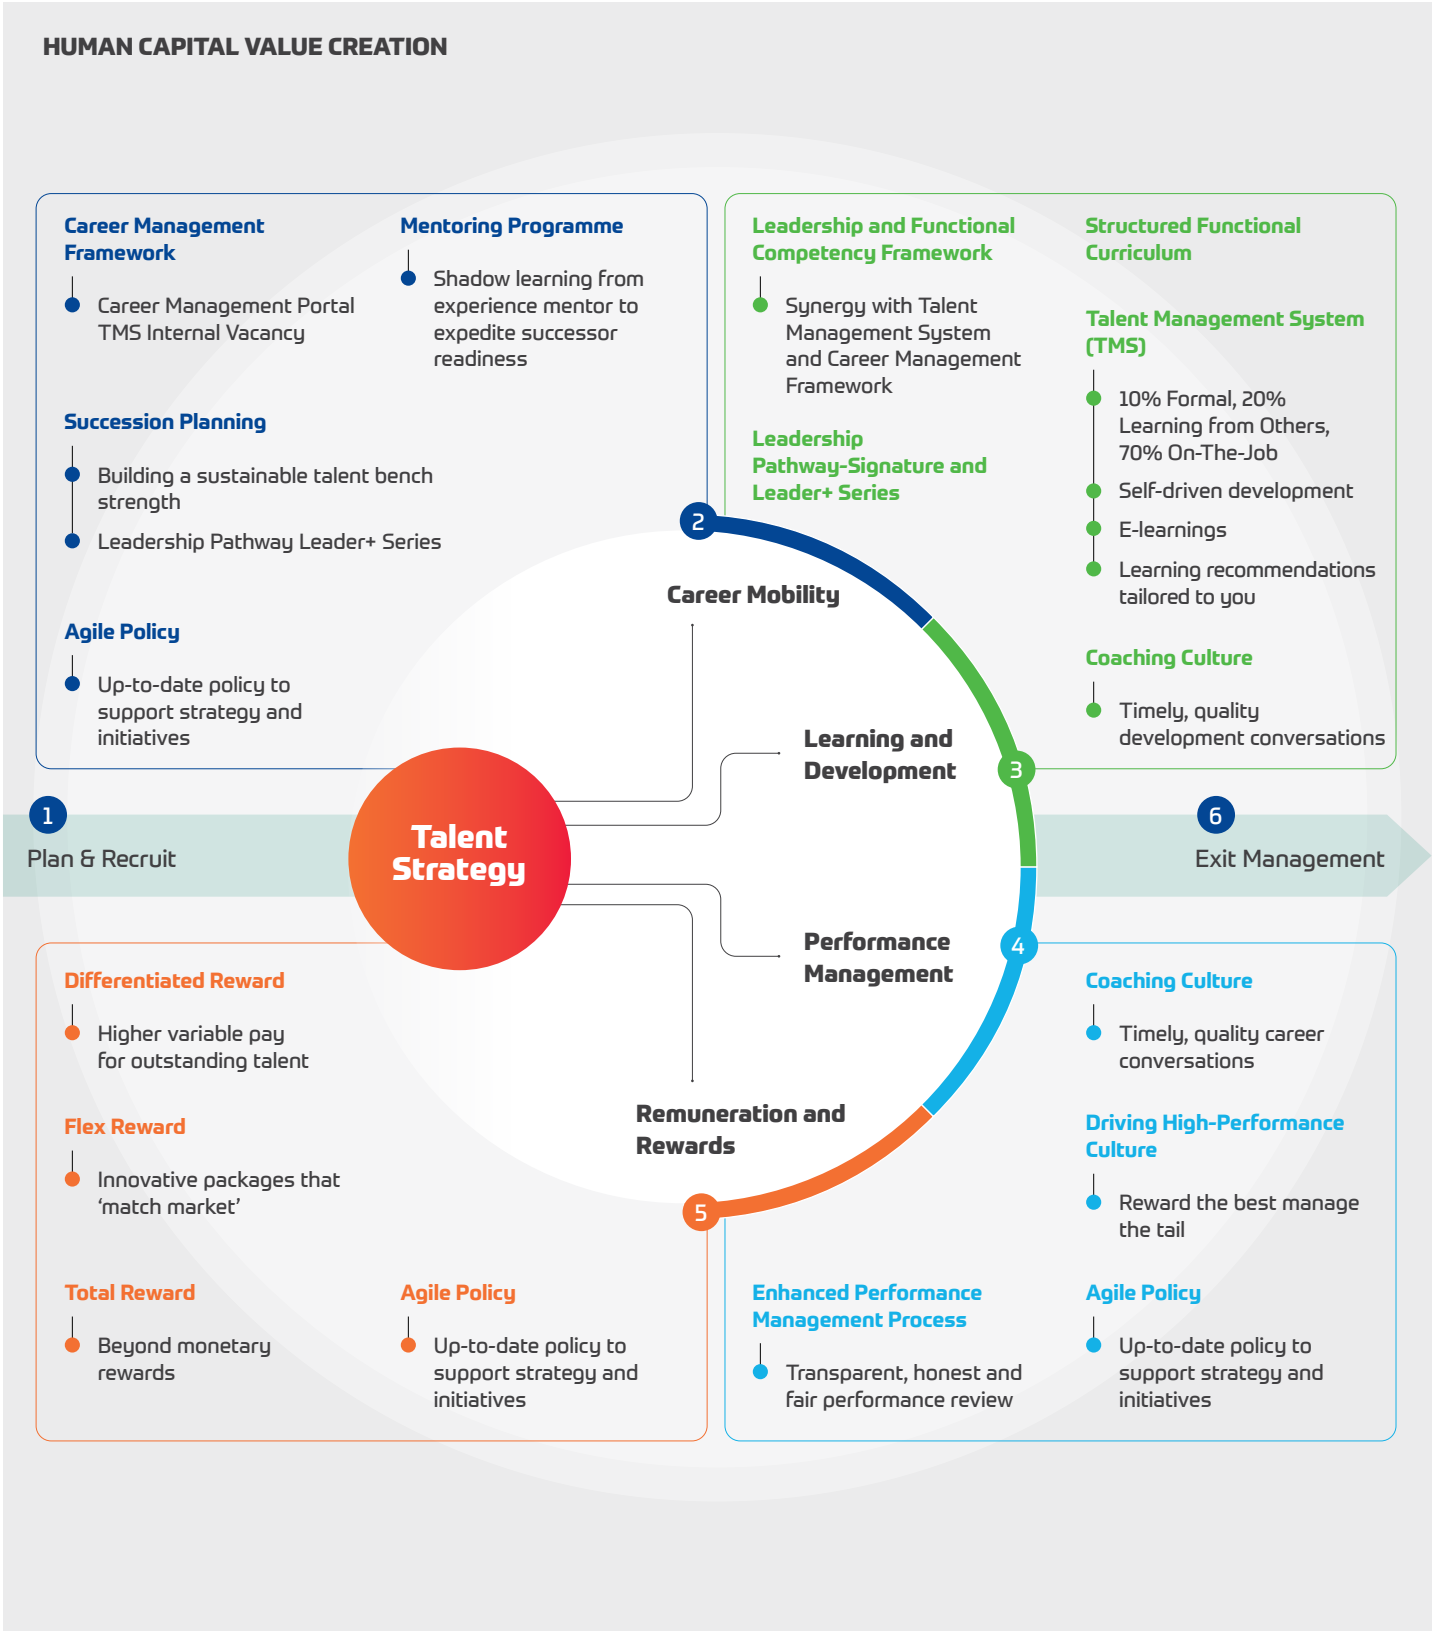 HUMAN CAPITAL VALUE CREATION
Career Management
Framework
Career Management Portal
TMS Internal Vacancy
Mentoring Programme
Shadow learning from
experience mentor to
expedite successor
readiness
Succession Planning
Building a sustainable talent bench
strength
Leadership Pathway Leader+ Series
Agile Policy
Up-to-date policy to
support strategy and
initiatives
Leadership and Functional
Competency Framework
Synergy with Talent
Management System
and Career Management
Framework
Leadership
Pathway-Signature and
Leader+ Series
Structured Functional
Curriculum
Talent Management System
(TMS)
10% Formal, 20%
Learning from Others,
70% On-The-Job
Self-driven development
E-learnings
Learning recommendations
tailored to you
Coaching Culture
Timely, quality
development conversations
2
Career Mobility
Learning and
Development
3
1
Plan & Recruit
Talent
Strategy
6
Exit Management
Performance
Management
4
Remuneration and
Rewards
5
Differentiated Reward
Higher variable pay
for outstanding talent
Flex Reward
Innovative packages that
‘match market’
Total Reward
Beyond monetary
rewards
Agile Policy
Up-to-date policy to
support strategy and
initiatives
Coaching Culture
Timely, quality career
conversations
Driving High-Performance
Culture
Reward the best manage
the tail
Enhanced Performance
Management Process
Transparent, honest and
fair performance review
Agile Policy
Up-to-date policy to
support strategy and
initiatives